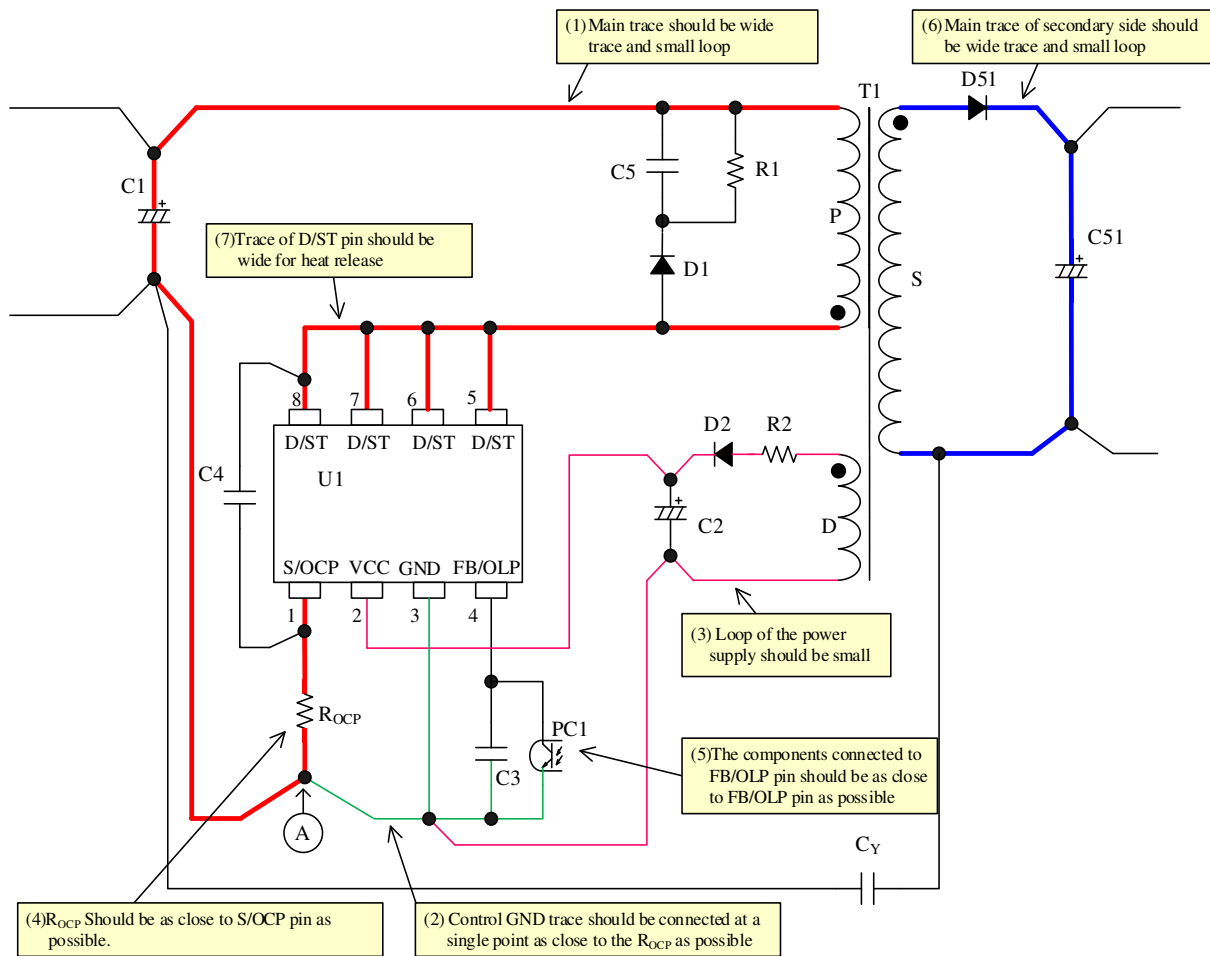 (1) Main trace should be wide
trace and small loop
(6) Main trace of secondary side should
be wide trace and small loop
D51
T1
C1
+
C5
R1
P
S
C51
+
(7)Trace of D/ST pin should be
wide for heat release
D1
8
7
6
5
D/ST
D/ST
D/ST
D/ST
C4
U1
D2
R2
+
C2
D
S/OCP
VCC
GND
FB/OLP
1
2
3
4
(3) Loop of the power
supply should be small
ROCP
PC1
C3
(5)The components connected to
FB/OLP pin should be as close
to FB/OLP pin as possible
A
CY
(4)ROCP Should be as close to S/OCP pin as
possible.
(2) Control GND trace should be connected at a
single point as close to the ROCP as possible